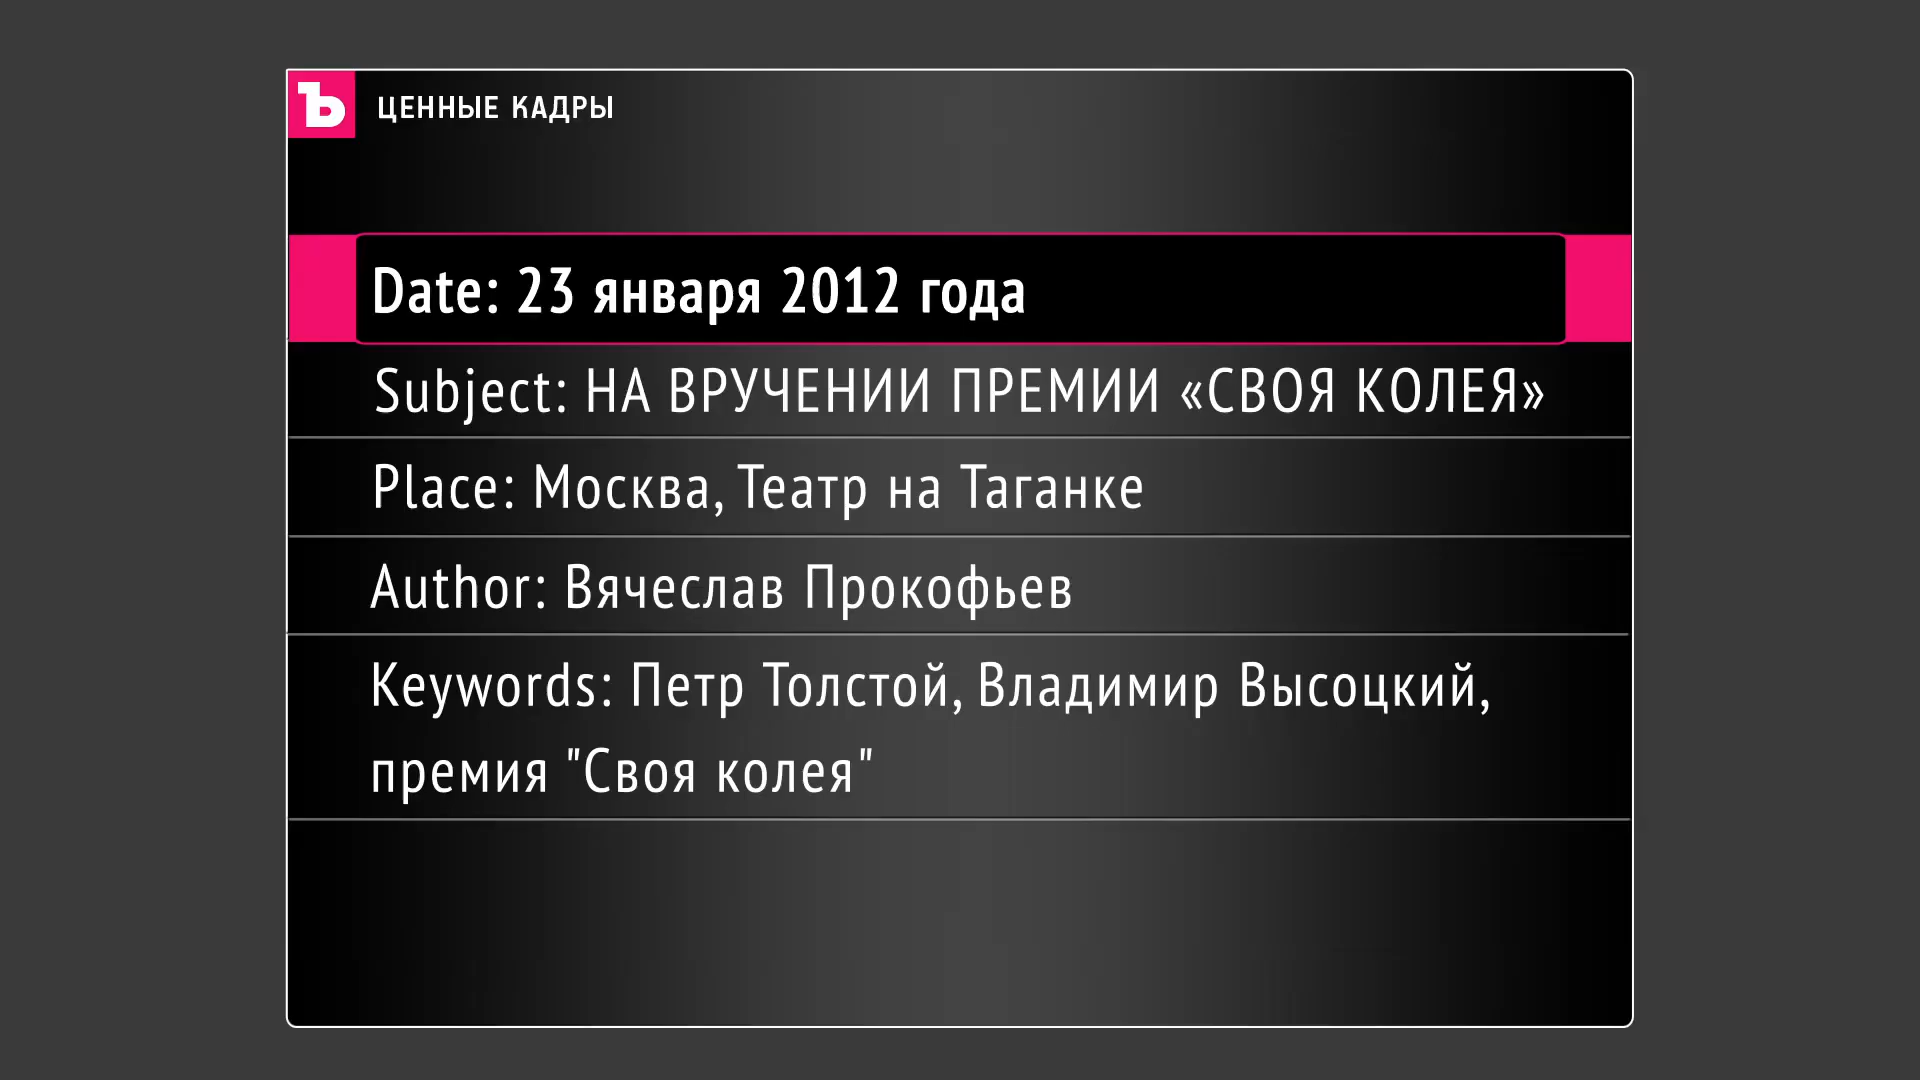 Ъ ЦЕННЫЕ КАДРЫ
Date: 23 января 2012 года
Subject: НА ВРУЧЕНИИ ПРЕМИИ «СВОЯ КОЛЕЯ»
Place: Москва, Театр на Таганке
Author: Вячеслав Прокофьев
Keywords: Петр Толстой, Владимир Высоцкий,
премия "Своя колея"